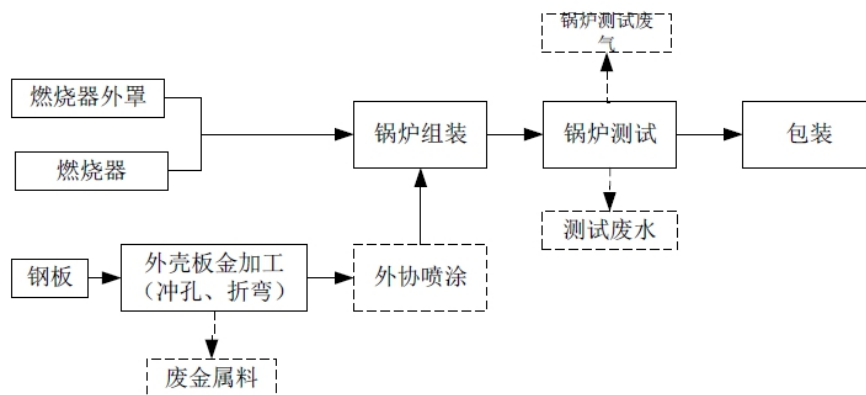 锅炉测试废
气
燃烧器外罩
锅炉组装
锅炉测试
包装
燃烧器
测试废水
钢板
外壳板金加工
（冲孔、折弯）
外协喷涂
废金属料